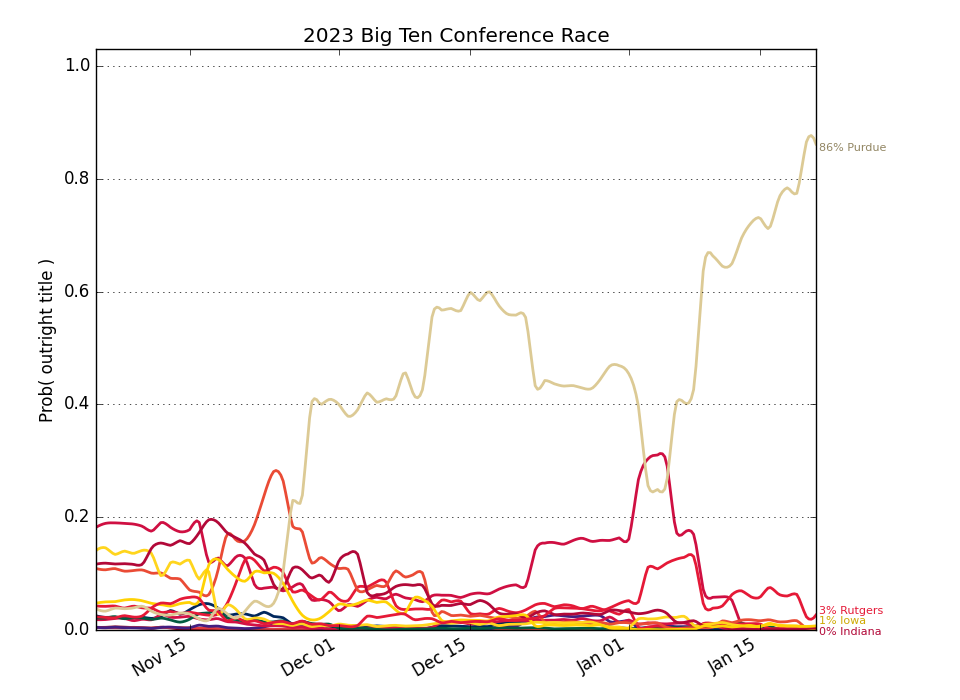 2023 Big Ten Conference Race
Prob( outright title )
1.0
0.8
0.6
0.4
0.2
0.0
86% Purdue
3% Rutgers
1% Iowa
0% Indiana
Nov 15
Dec 01
Dec 15
Jan 01
Jan 15